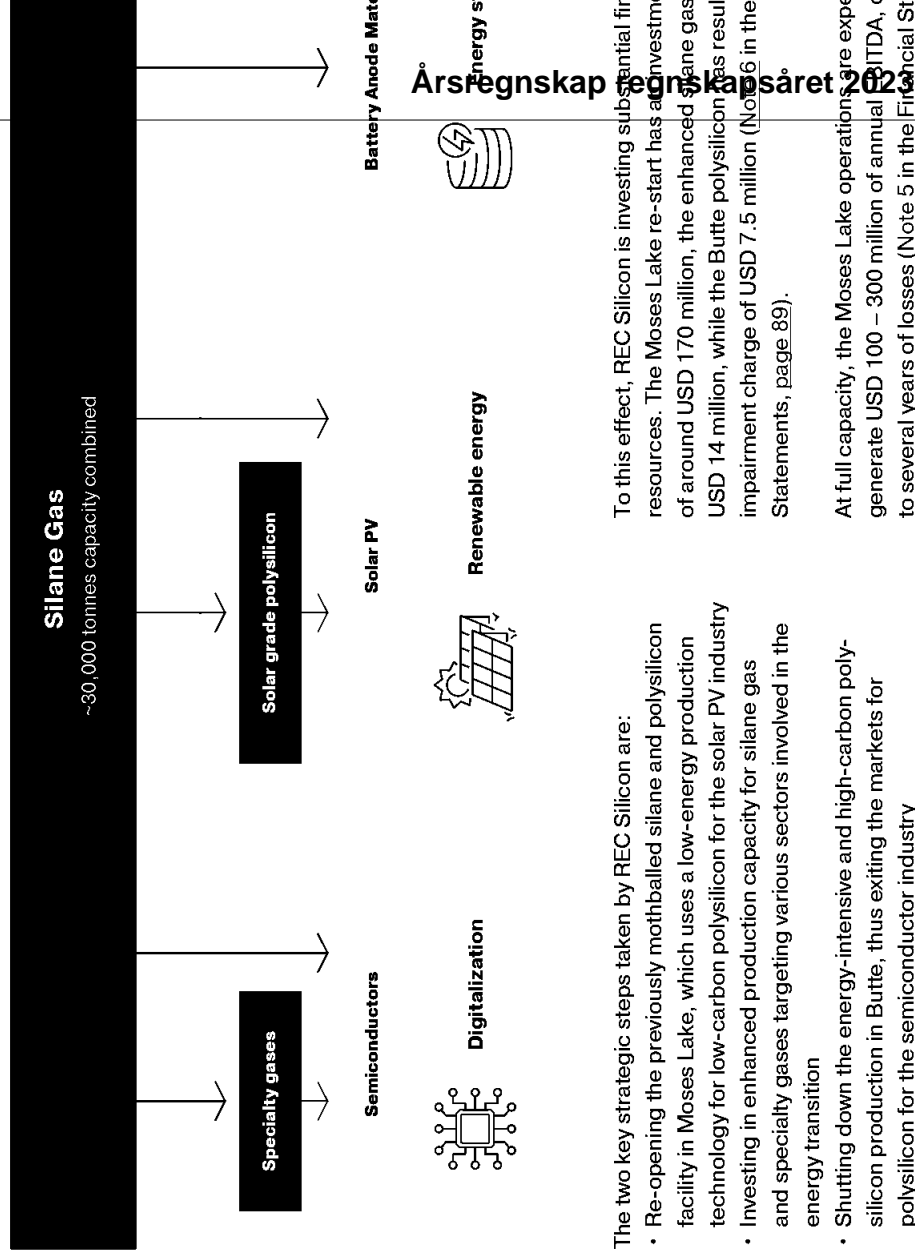 Årsregnskap regnskapsåret 2023
Silane Gas
~30,000 tonnes capacity combined
Specialty gases
Solar grade polysilicon
Semiconductors
Solar PV
Battery Anode Mate
Digitalization
Renewable energy
Energy s
The two key strategic steps taken by REC Silicon are:
· Re-opening the previously mothballed silane and polysilicon
facility in Moses Lake, which uses a low-energy production
technology for low-carbon polysilicon for the solar PV industry
· Investing in enhanced production capacity for silane gas
and specialty gases targeting various sectors involved in the
energy transition
· Shutting down the energy-intensive and high-carbon poly-
silicon production in Butte, thus exiting the markets for
polysilicon for the semiconductor industry
To this effect, REC Silicon is investing substantial fin
resources. The Moses Lake re-start has an investme
of around USD 170 million, the enhanced silane gas
USD 14 million, while the Butte polysilicon has resul
impairment charge of USD 7.5 million (Note 6 in the
Statements, page 89).
At full capacity, the Moses Lake operations are expe
generate USD 100 – 300 million of annual EBITDA, c
to several years of losses (Note 5 in the Financial St